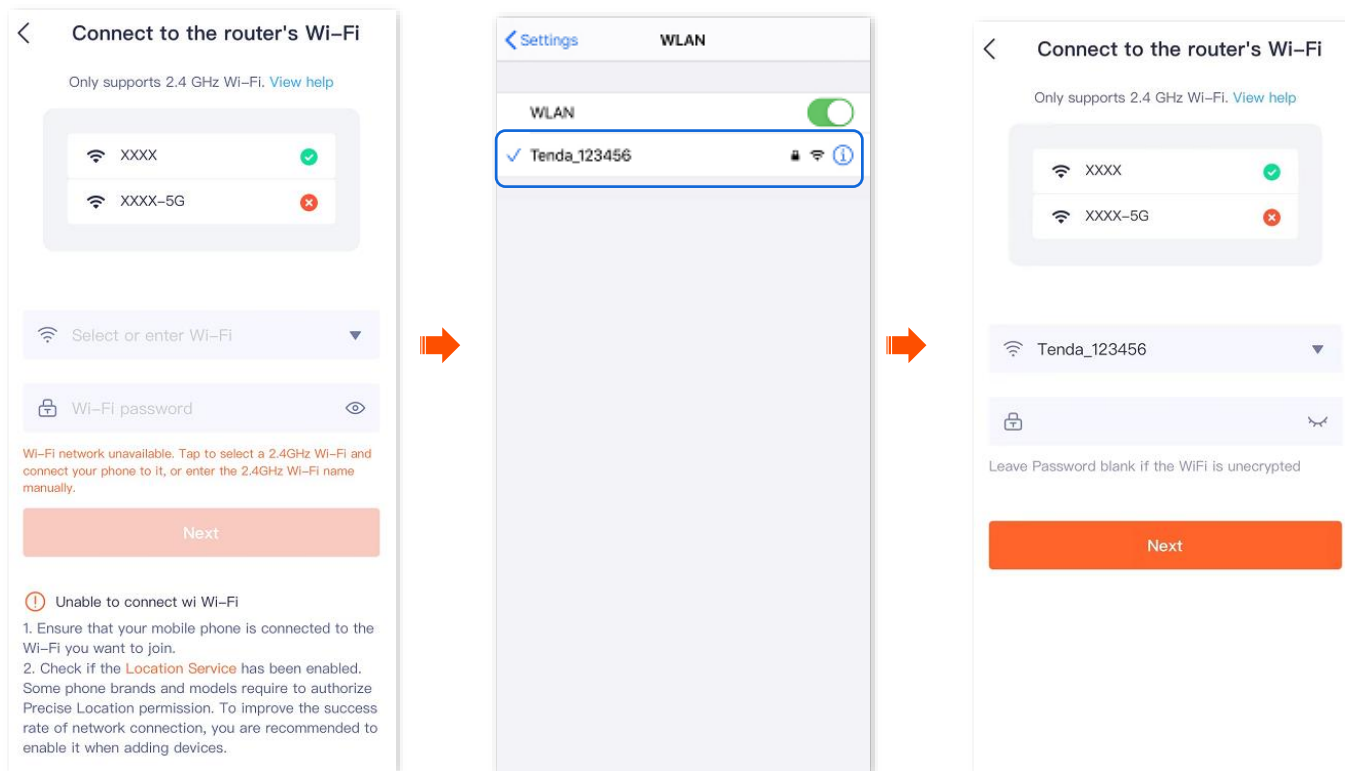 Connect to the router's Wi-Fi
Only supports 2.4 GHz Wi-Fi. View help
XXXX
XXXX-5G
Select or enter Wi-Fi
Wi-Fi password
Wi-Fi network unavailable. Tap to select a 2.4GHz Wi-Fi and
connect your phone to it, or enter the 2.4GHz Wi-Fi name
manually.
Next
Unable to connect wi Wi-Fi
1. Ensure that your mobile phone is connected to the
Wi-Fi you want to join.
2. Check if the Location Service has been enabled.
Some phone brands and models require to authorize
Precise Location permission. To improve the success
rate of network connection, you are recommended to
enable it when adding devices.
Settings
WLAN
WLAN
Tenda_123456
Connect to the router's Wi-Fi
Only supports 2.4 GHz Wi-Fi. View help
XXXX
XXXX-5G
Tenda_123456
Leave Password blank if the WiFi is unecrypted
Next